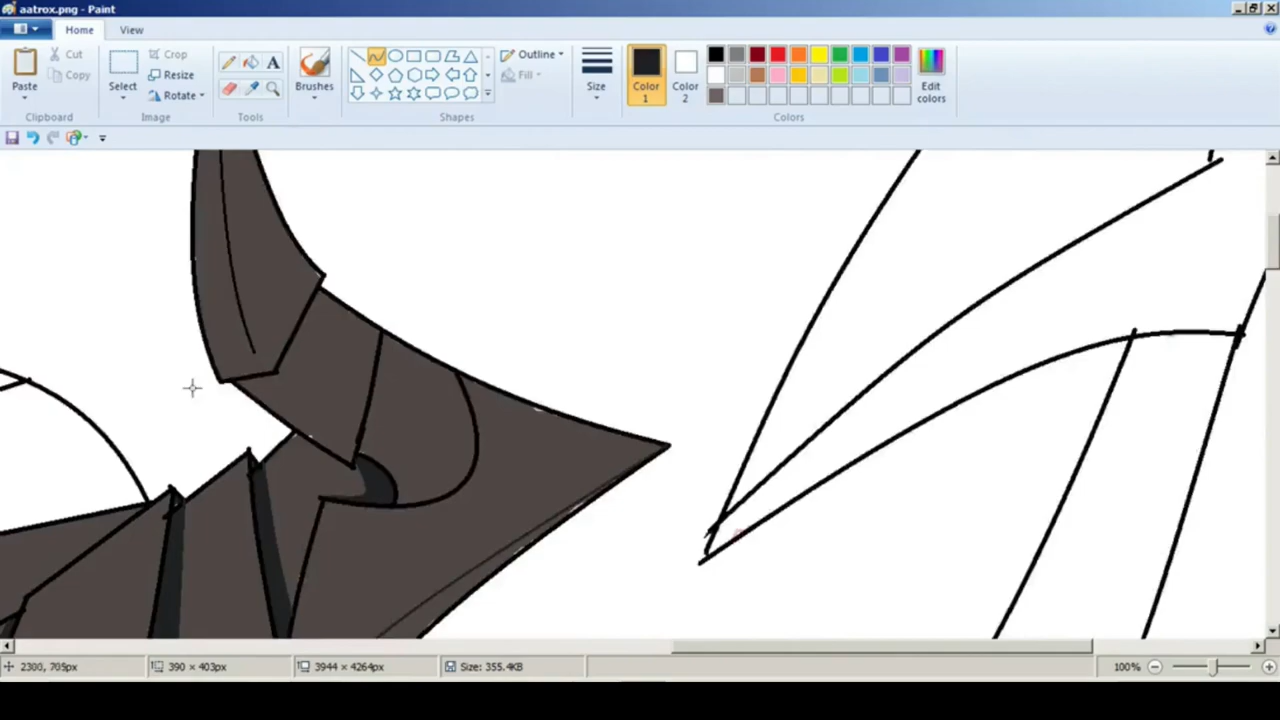 aatrox.png - Paint
Home View
Paste
Cut
Copy
Clipboard
Select
Crop
Resize
Rotate
Image
A
Tools
Brushes
Outline
Fill
Shapes
Size
Color 1
Color 2
Edit colors
Colors
2300, 709px
390 × 403px
3944 × 4264px
Size: 355.4KB
100%